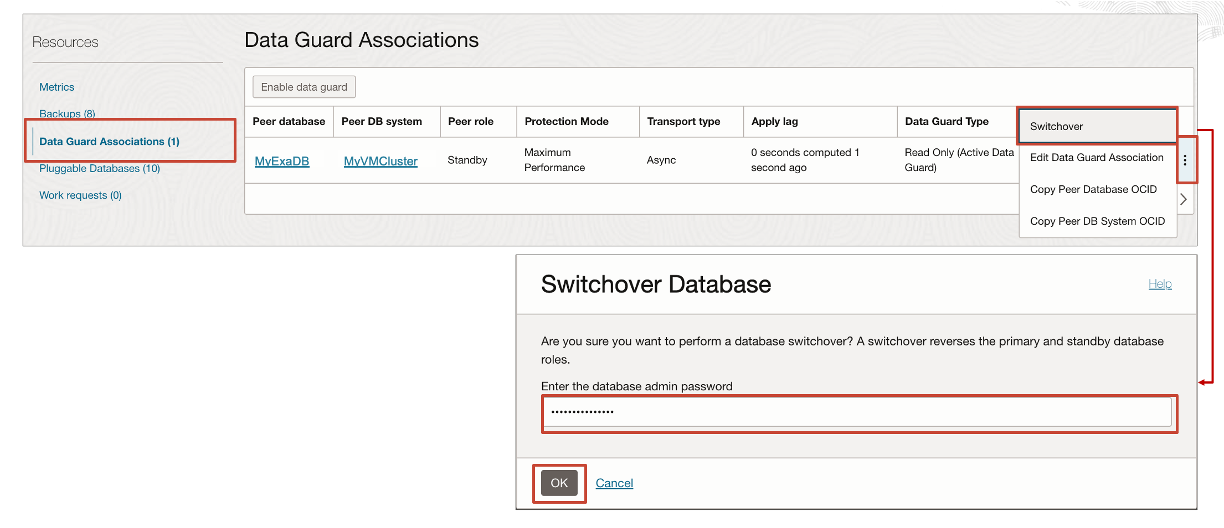 Resources
Metrics
Backups (8)
Data Guard Associations (1)
Pluggable Databases (10)
Work requests (0)
Data Guard Associations
Enable data guard
Peer database Peer DB system Peer role Protection Mode Transport type Apply lag Data Guard Type
MyExaDB MyVMCluster Standby Maximum Performance Async 0 seconds computed 1 second ago Read Only (Active Data Guard)
Switchover
Edit Data Guard Association
Copy Peer Database OCID
Copy Peer DB System OCID
Switchover Database
Help
Are you sure you want to perform a database switchover? A switchover reverses the primary and standby database
roles.
Enter the database admin password
•••••••••••••••
OK Cancel